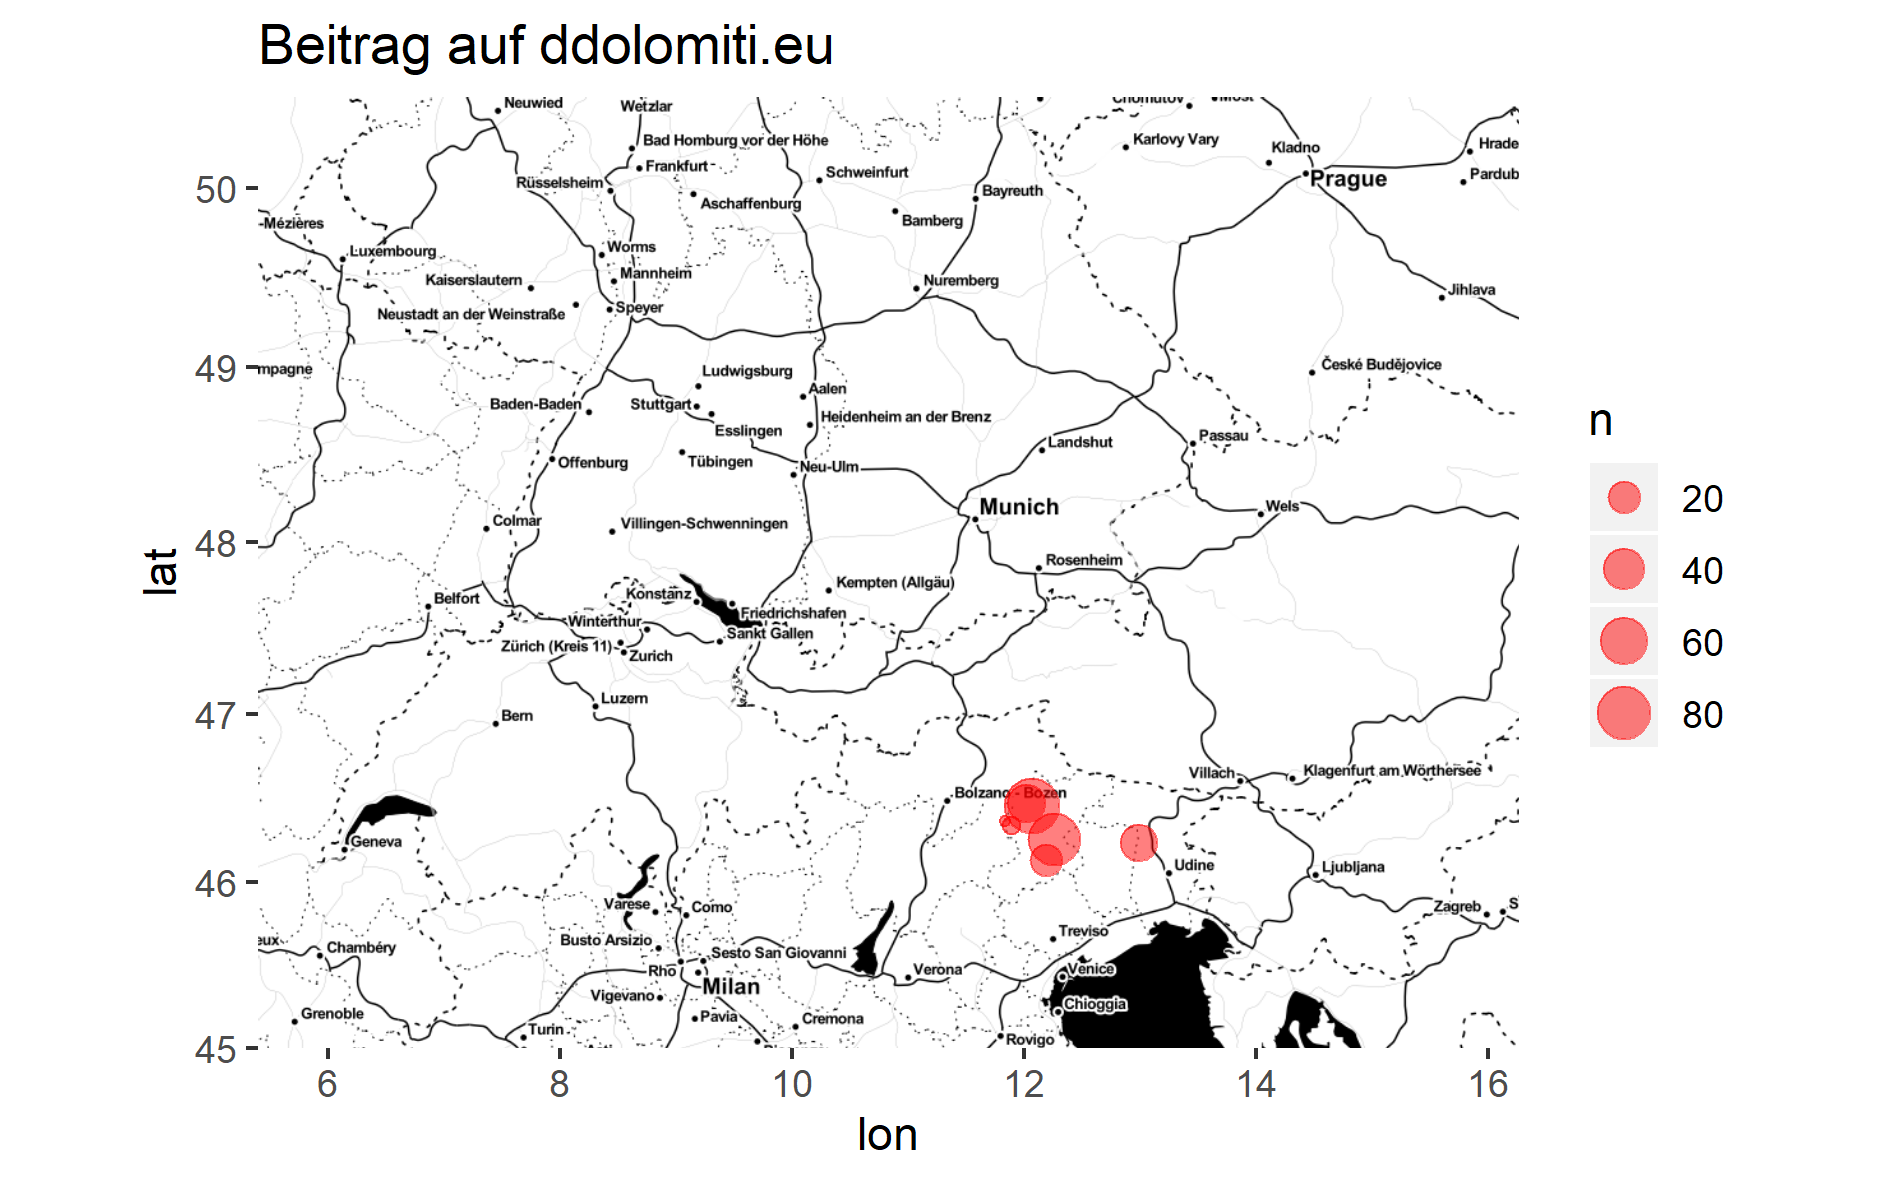 Beitrag auf ddolomiti.eu
Neuwied
Wetzlar
Chomutov
Most
Bad Homburg vor der Höhe
Karlovy Vary
Kladno
Hrade
Frankfurt
Schweinfurt
Prague
Pardub
Rüsselsheim
Aschaffenburg
Bayreuth
Bamberg
-Mézières
Luxembourg
Worms
Mannheim
Kaiserslautern
Nuremberg
Jihlava
Neustadt an der Weinstraße
Speyer
mpagne
Ludwigsburg
České Budějovice
Baden-Baden
Stuttgart
Aalen
Heidenheim an der Brenz
Esslingen
Landshut
Passau
Offenburg
Tübingen
Neu-Ulm
Munich
Wels
Colmar
Villingen-Schwenningen
Rosenheim
Kempten (Allgäu)
Belfort
Konstanz
Friedrichshafen
Winterthur
Sankt Gallen
Zürich (Kreis 11)
Zurich
Luzern
Bern
Villach
Klagenfurt am Wörthersee
Bolzano - Bozen
Geneva
Udine
Ljubljana
Varese
Como
Zagreb
S
eux
Chambéry
Busto Arsizio
Sesto San Giovanni
Treviso
Rho
Verona
Venice
Milan
Vigevano
Chioggia
Grenoble
Pavia
Cremona
Turin
Rovigo
50
49
48
47
46
45
lat
6
8
10
12
14
16
lon
n
20
40
60
80